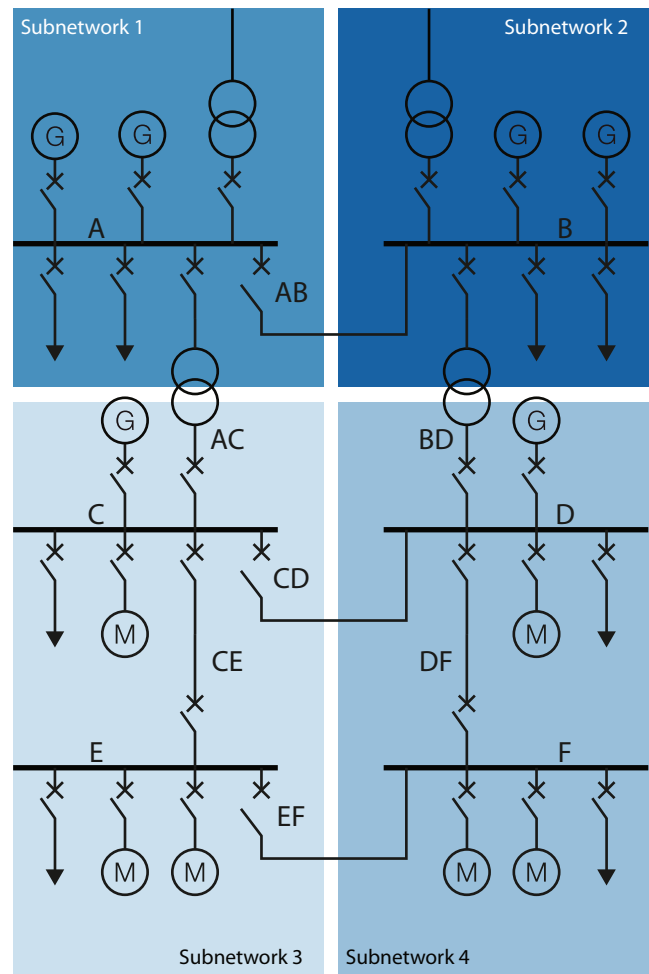 Subnetwork 1
Subnetwork 2
G
G
G
G
A
B
AB
G
G
AC
BD
C
D
CD
M
M
CE
DF
E
F
EF
M
M
M
M
Subnetwork 3
Subnetwork 4